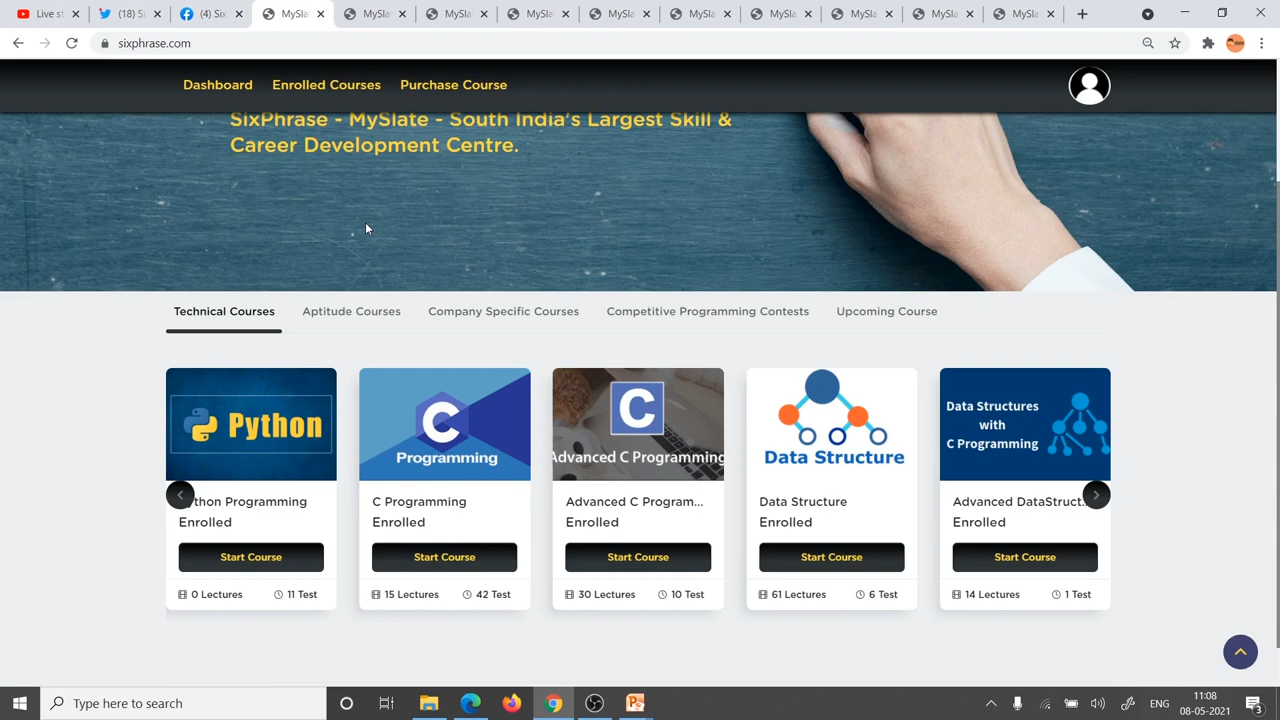 Live st
(18) Si
(4) Six
MySla
MySla
MySla
MySla
MySla
MySla
MySla
MySla
MySla
MySla
sixphrase.com
Dashboard
Enrolled Courses
Purchase Course
SixPhrase - MySlate - South India's Largest Skill &
Career Development Centre.
Technical Courses
Aptitude Courses
Company Specific Courses
Competitive Programming Contests
Upcoming Course
Python
C
Programming
C
Advanced C Programming
Data Structure
Data Structures
with
C Programming
thon Programming
Enrolled
Start Course
0 Lectures
11 Test
C Programming
Enrolled
Start Course
15 Lectures
42 Test
Advanced C Program...
Enrolled
Start Course
30 Lectures
10 Test
Data Structure
Enrolled
Start Course
61 Lectures
6 Test
Advanced DataStruct...
Enrolled
Start Course
14 Lectures
1 Test
Type here to search
ENG
11:08
08-05-2021
3